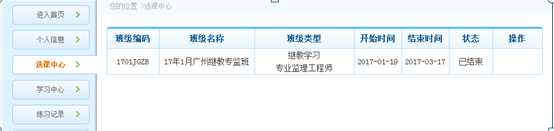 您的位置 >选课中心
进入首页
个人信息
选课中心
学习中心
练习记录
班级编码 班级名称 班级类型 开始时间 结束时间 状态 操作
1701JGZB 17年1月广州继教专监班 继教学习 2017-01-19 2017-03-17 已结束
专业监理工程师